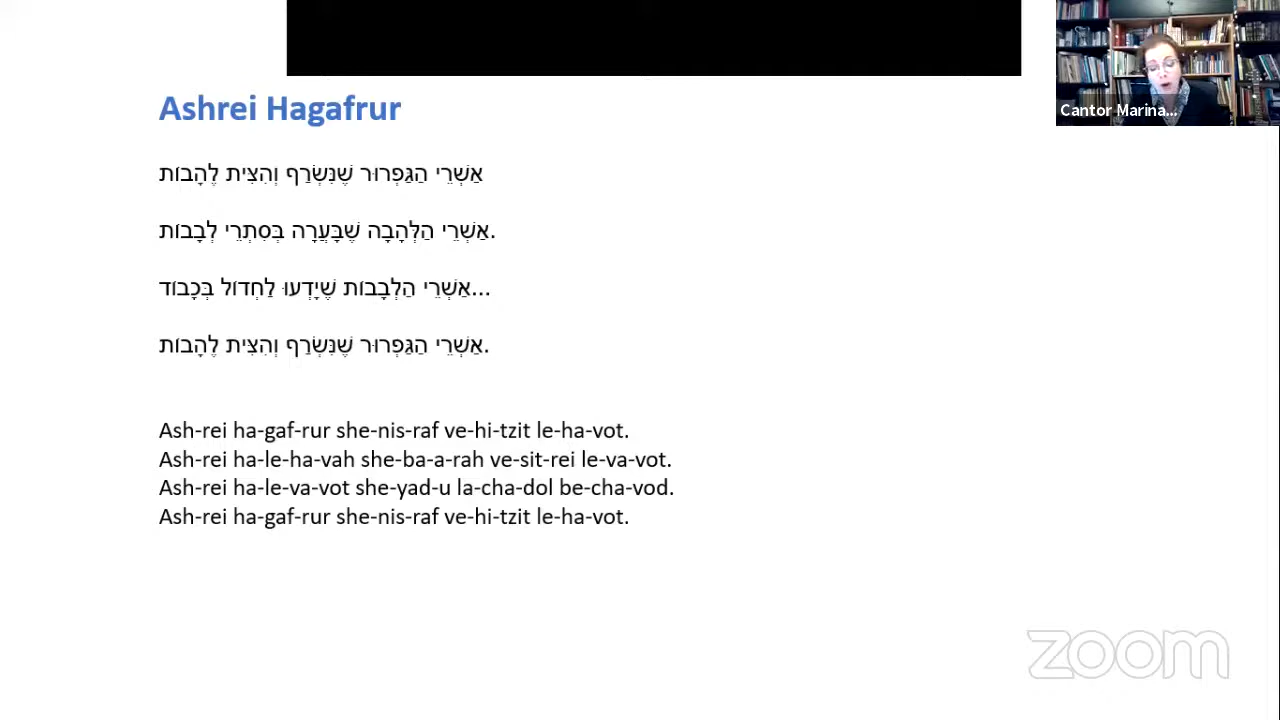 Ashrei Hagafrur
אַשְׁרֵי הַגַּפְרוּר שֶׁנִּשְׂרַף וְהִצִּית לֶהָבוֹת
אַשְׁרֵי הַלְּהָבָה שֶׁבָּעֲרָה בְּסִתְרֵי לְבָבוֹת.
אַשְׁרֵי הַלְבָבוֹת שֶׁיָדְעוּ לַחְדוֹל בְּכָבוֹד...
אַשְׁרֵי הַגַּפְרוּר שֶׁנִּשְׂרַף וְהִצִּית לֶהָבוֹת.
Ash-rei ha-gaf-rur she-nis-raf ve-hi-tzit le-ha-vot.
Ash-rei ha-le-ha-vah she-ba-a-rah ve-sit-rei le-va-vot.
Ash-rei ha-le-va-vot she-yad-u la-cha-dol be-cha-vod.
Ash-rei ha-gaf-rur she-nis-raf ve-hi-tzit le-ha-vot.
Cantor Marina...
zoom